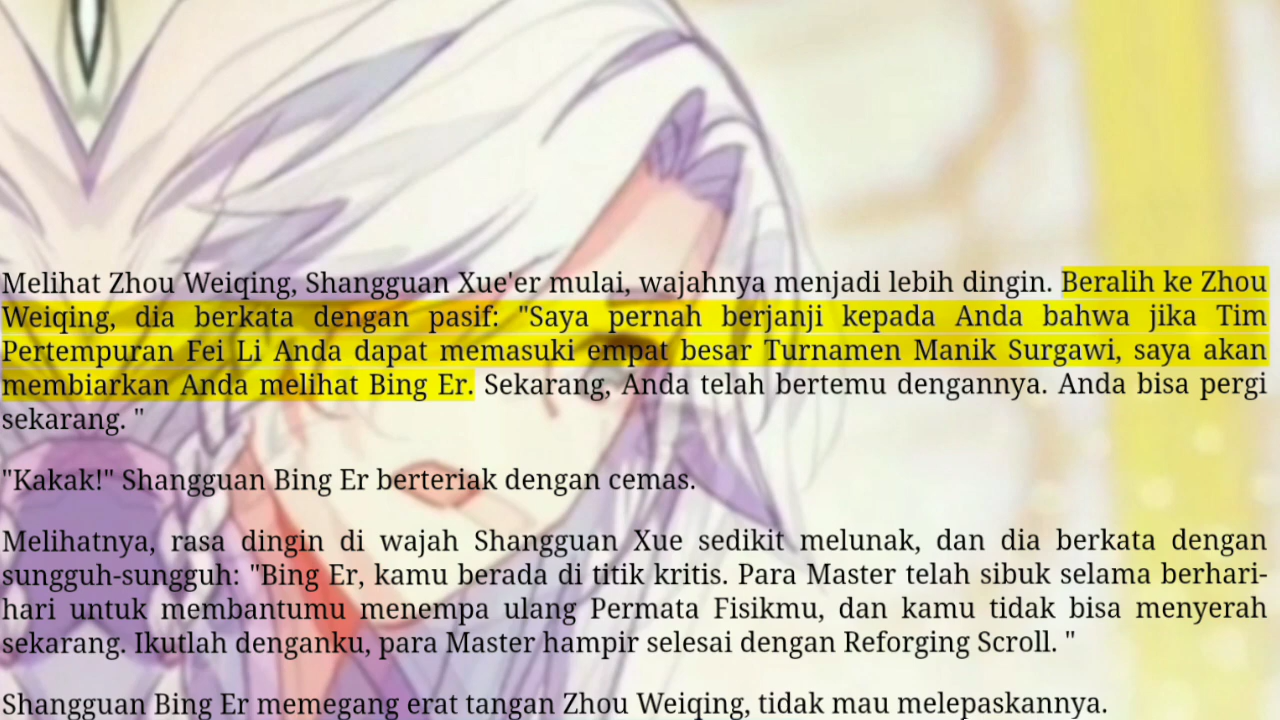 Melihat Zhou Weiqing, Shangguan Xue'er mulai, wajahnya menjadi lebih dingin. Beralih ke Zhou
Weiqing, dia berkata dengan pasif: "Saya pernah berjanji kepada Anda bahwa jika Tim
Pertempuran Fei Li Anda dapat memasuki empat besar Turnamen Manik Surgawi, saya akan
membiarkan Anda melihat Bing Er. Sekarang, Anda telah bertemu dengannya. Anda bisa pergi
sekarang. "
"Kakak!" Shangguan Bing Er berteriak dengan cemas.
Melihatnya, rasa dingin di wajah Shangguan Xue sedikit melunak, dan dia berkata dengan
sungguh-sungguh: "Bing Er, kamu berada di titik kritis. Para Master telah sibuk selama berhari-
hari untuk membantumu menempa ulang Permata Fisikmu, dan kamu tidak bisa menyerah
sekarang. Ikutlah denganku, para Master hampir selesai dengan Reforging Scroll. "
Shangguan Bing Er memegang erat tangan Zhou Weiqing, tidak mau melepaskannya.